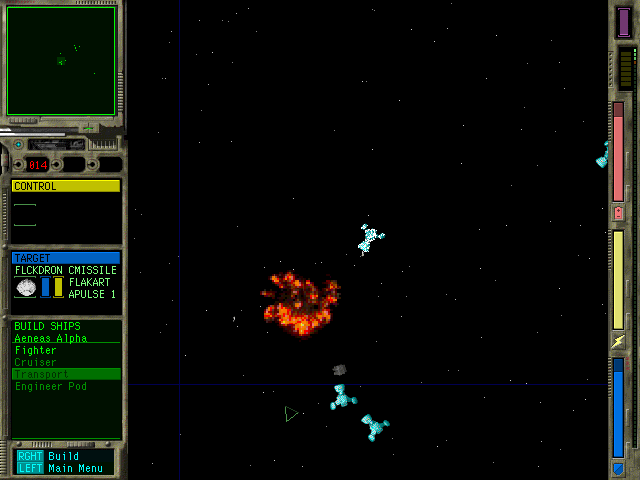 014
CONTROL
TARGET
FLCKDRON CMISSILE
FLAKART
APULSE 1
BUILD SHIPS
Aeneas Alpha
Fighter
Cruiser
Transport
Engineer Pod
RGHT Build
LEFT Main Menu